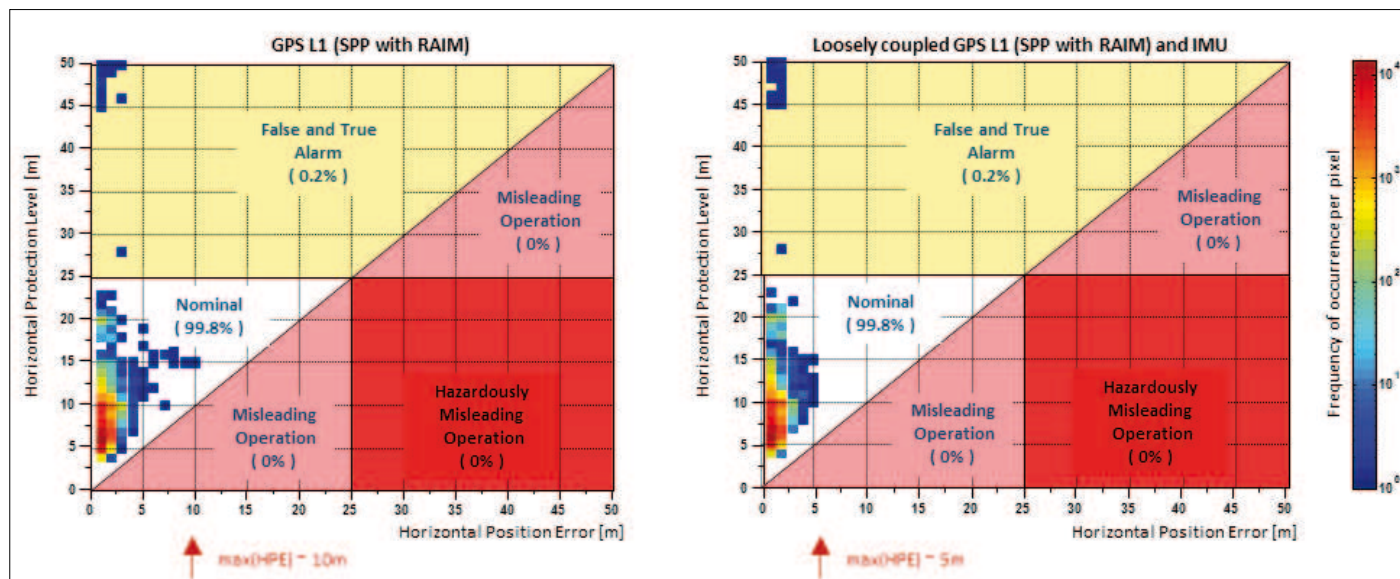 GPS L1 (SPP with RAIM)
50
45
40
35
30
25
20
15
10
5
0
Horizontal Protection Level [m]
False and True
Alarm
( 0.2% )
Misleading
Operation
( 0% )
Nominal
( 99.8% )
Misleading
Operation
(0% )
Hazardously
Misleading
Operation
(0% )
0 5 10 15 20 25 30 35 40 45 50
Horizontal Position Error [m]
max(HPE) ~ 10m
Loosely coupled GPS L1 (SPP with RAIM) and IMU
50
45
40
35
30
25
20
15
10
5
0
Horizontal Protection Level [m]
False and True
Alarm
( 0.2% )
Misleading
Operation
( 0% )
Nominal
( 99.8% )
Misleading
Operation
( 0% )
Hazardously
Misleading
Operation
(0% )
0 5 10 15 20 25 30 35 40 45 50
Horizontal Position Error [m]
max(HPE) ~ 5m
Frequency of occurrence per pixel
10⁴
10³
10²
10¹
10⁰